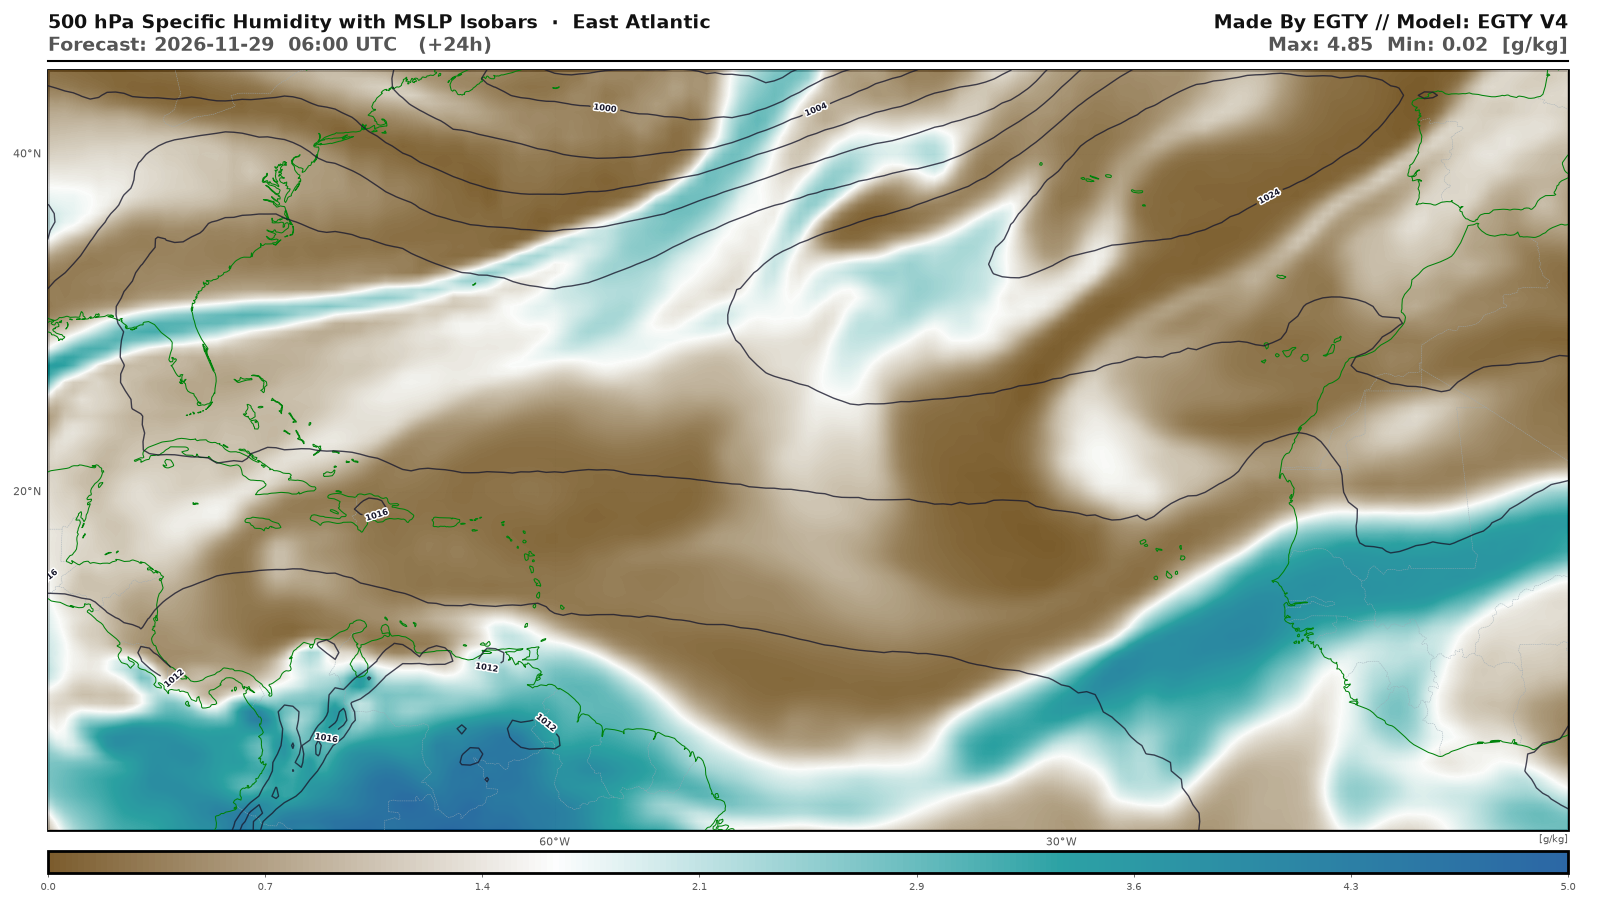 500 hPa Specific Humidity with MSLP Isobars · East Atlantic
Made By EGTY // Model: EGTY V4
Forecast: 2026-11-29 06:00 UTC (+24h)
Max: 4.85 Min: 0.02 [g/kg]
1000
1004
40°N
1024
20°N
1016
16
1012
1012
1012
1016
60°W
30°W
[g/kg]
0.0
0.7
1.4
2.1
2.9
3.6
4.3
5.0